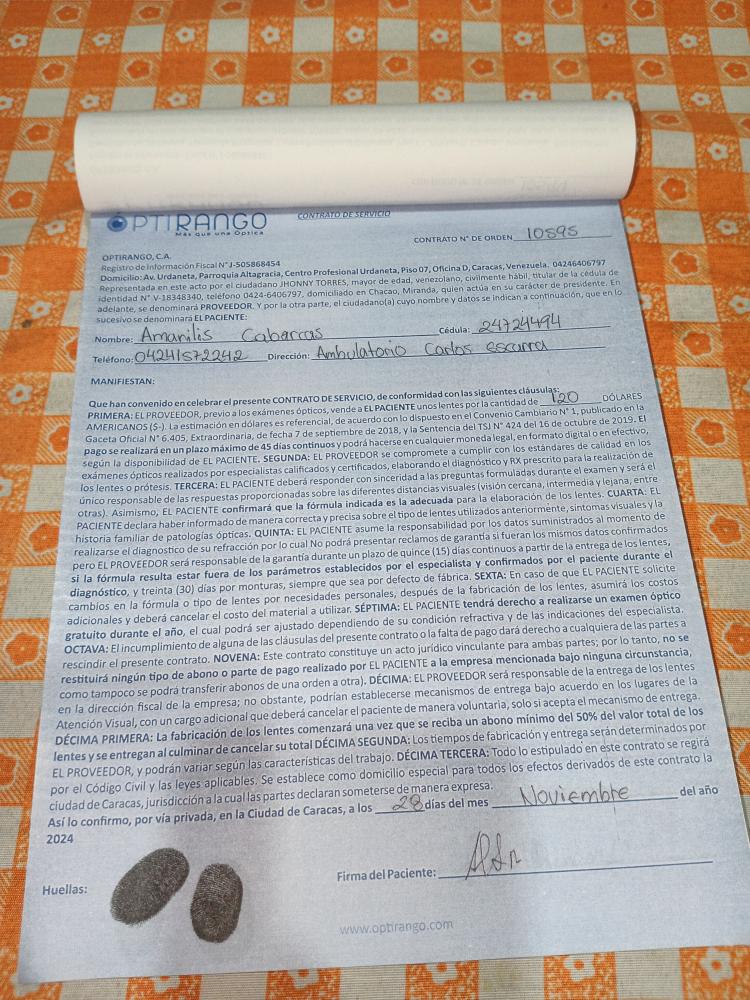 OPTIRANGO
Más que una Óptica
CONTRATO DE SERVICIO
CONTRATO N° DE ORDEN 10595
OPTIRANGO, C.A.
Registro de Información Fiscal N°J-505868454
Domicilio: Av. Urdaneta, Parroquia Altagracia, Centro Profesional Urdaneta, Piso 07, Oficina D, Caracas, Venezuela. 04246406797
Representada en este acto por el ciudadano JHONNY TORRES, mayor de edad, venezolano, civilmente hábil, titular de la cédula de
identidad N° V-18348340, teléfono 0424-6406797, domiciliado en Chacao, Miranda, quien actúa en su carácter de presidente. En
adelante, se denominará PROVEEDOR. Y por la otra parte, el ciudadano(a) cuyo nombre y datos se indican a continuación, que en lo
sucesivo se denominará EL PACIENTE:
Nombre: Amarilis Cabarcas Cédula: 24724494
Teléfono: 04241572242 Dirección: Ambulatorio Carlos escarra
MANIFIESTAN:
Que han convenido en celebrar el presente CONTRATO DE SERVICIO, de conformidad con las siguientes cláusulas:
PRIMERA: EL PROVEEDOR, previo a los exámenes ópticos, vende a EL PACIENTE unos lentes por la cantidad de 120 DÓLARES
AMERICANOS ($-). La estimación en dólares es referencial, de acuerdo con lo dispuesto en el Convenio Cambiario N° 1, publicado en la
Gaceta Oficial N° 6.405, Extraordinaria, de fecha 7 de septiembre de 2018, y la Sentencia del TSJ N° 424 del 16 de octubre de 2019. El
pago se realizará en un plazo máximo de 45 días continuos y podrá hacerse en cualquier moneda legal, en formato digital o en efectivo,
según la disponibilidad de EL PACIENTE. SEGUNDA: EL PROVEEDOR se compromete a cumplir con los estándares de calidad en los
exámenes ópticos realizados por especialistas calificados y certificados, elaborando el diagnóstico y RX prescrito para la realización de
los lentes o prótesis. TERCERA: EL PACIENTE deberá responder con sinceridad a las preguntas formuladas durante el examen y será el
único responsable de las respuestas proporcionadas sobre las diferentes distancias visuales (visión cercana, intermedia y lejana, entre
otras). Asimismo, EL PACIENTE confirmará que la fórmula indicada es la adecuada para la elaboración de los lentes. CUARTA: EL
PACIENTE declara haber informado de manera correcta y precisa sobre el tipo de lentes utilizados anteriormente, síntomas visuales y la
historia familiar de patologías ópticas. QUINTA: EL PACIENTE asume la responsabilidad por los datos suministrados al momento de
realizarse el diagnostico de su refracción por lo cual No podrá presentar reclamos de garantía si fueran los mismos datos confirmados
pero EL PROVEEDOR será responsable de la garantía durante un plazo de quince (15) días continuos a partir de la entrega de los lentes,
si la fórmula resulta estar fuera de los parámetros establecidos por el especialista y confirmados por el paciente durante el
diagnóstico, y treinta (30) días por monturas, siempre que sea por defecto de fábrica. SEXTA: En caso de que EL PACIENTE solicite
cambios en la fórmula o tipo de lentes por necesidades personales, después de la fabricación de los lentes, asumirá los costos
adicionales y deberá cancelar el costo del material a utilizar. SÉPTIMA: EL PACIENTE tendrá derecho a realizarse un examen óptico
gratuito durante el año, el cual podrá ser ajustado dependiendo de su condición refractiva y de las indicaciones del especialista.
OCTAVA: El incumplimiento de alguna de las cláusulas del presente contrato o la falta de pago dará derecho a cualquiera de las partes a
rescindir el presente contrato. NOVENA: Este contrato constituye un acto jurídico vinculante para ambas partes; por lo tanto, no se
restituirá ningún tipo de abono o parte de pago realizado por EL PACIENTE a la empresa mencionada bajo ninguna circunstancia,
como tampoco se podrá transferir abonos de una orden a otra). DÉCIMA: EL PROVEEDOR será responsable de la entrega de los lentes
en la dirección fiscal de la empresa; no obstante, podrían establecerse mecanismos de entrega bajo acuerdo en los lugares de la
Atención Visual, con un cargo adicional que deberá cancelar el paciente de manera voluntaria, solo si acepta el mecanismo de entrega.
DÉCIMA PRIMERA: La fabricación de los lentes comenzará una vez que se reciba un abono mínimo del 50% del valor total de los
lentes y se entregan al culminar de cancelar su total DÉCIMA SEGUNDA: Los tiempos de fabricación y entrega serán determinados por
EL PROVEEDOR, y podrán variar según las características del trabajo. DÉCIMA TERCERA: Todo lo estipulado en este contrato se regirá
por el Código Civil y las leyes aplicables. Se establece como domicilio especial para todos los efectos derivados de este contrato la
ciudad de Caracas, jurisdicción a la cual las partes declaran someterse de manera expresa.
Así lo confirmo, por vía privada, en la Ciudad de Caracas, a los 28 días del mes Noviembre del año
2024
Huellas:
Firma del Paciente:
www.optirango.com